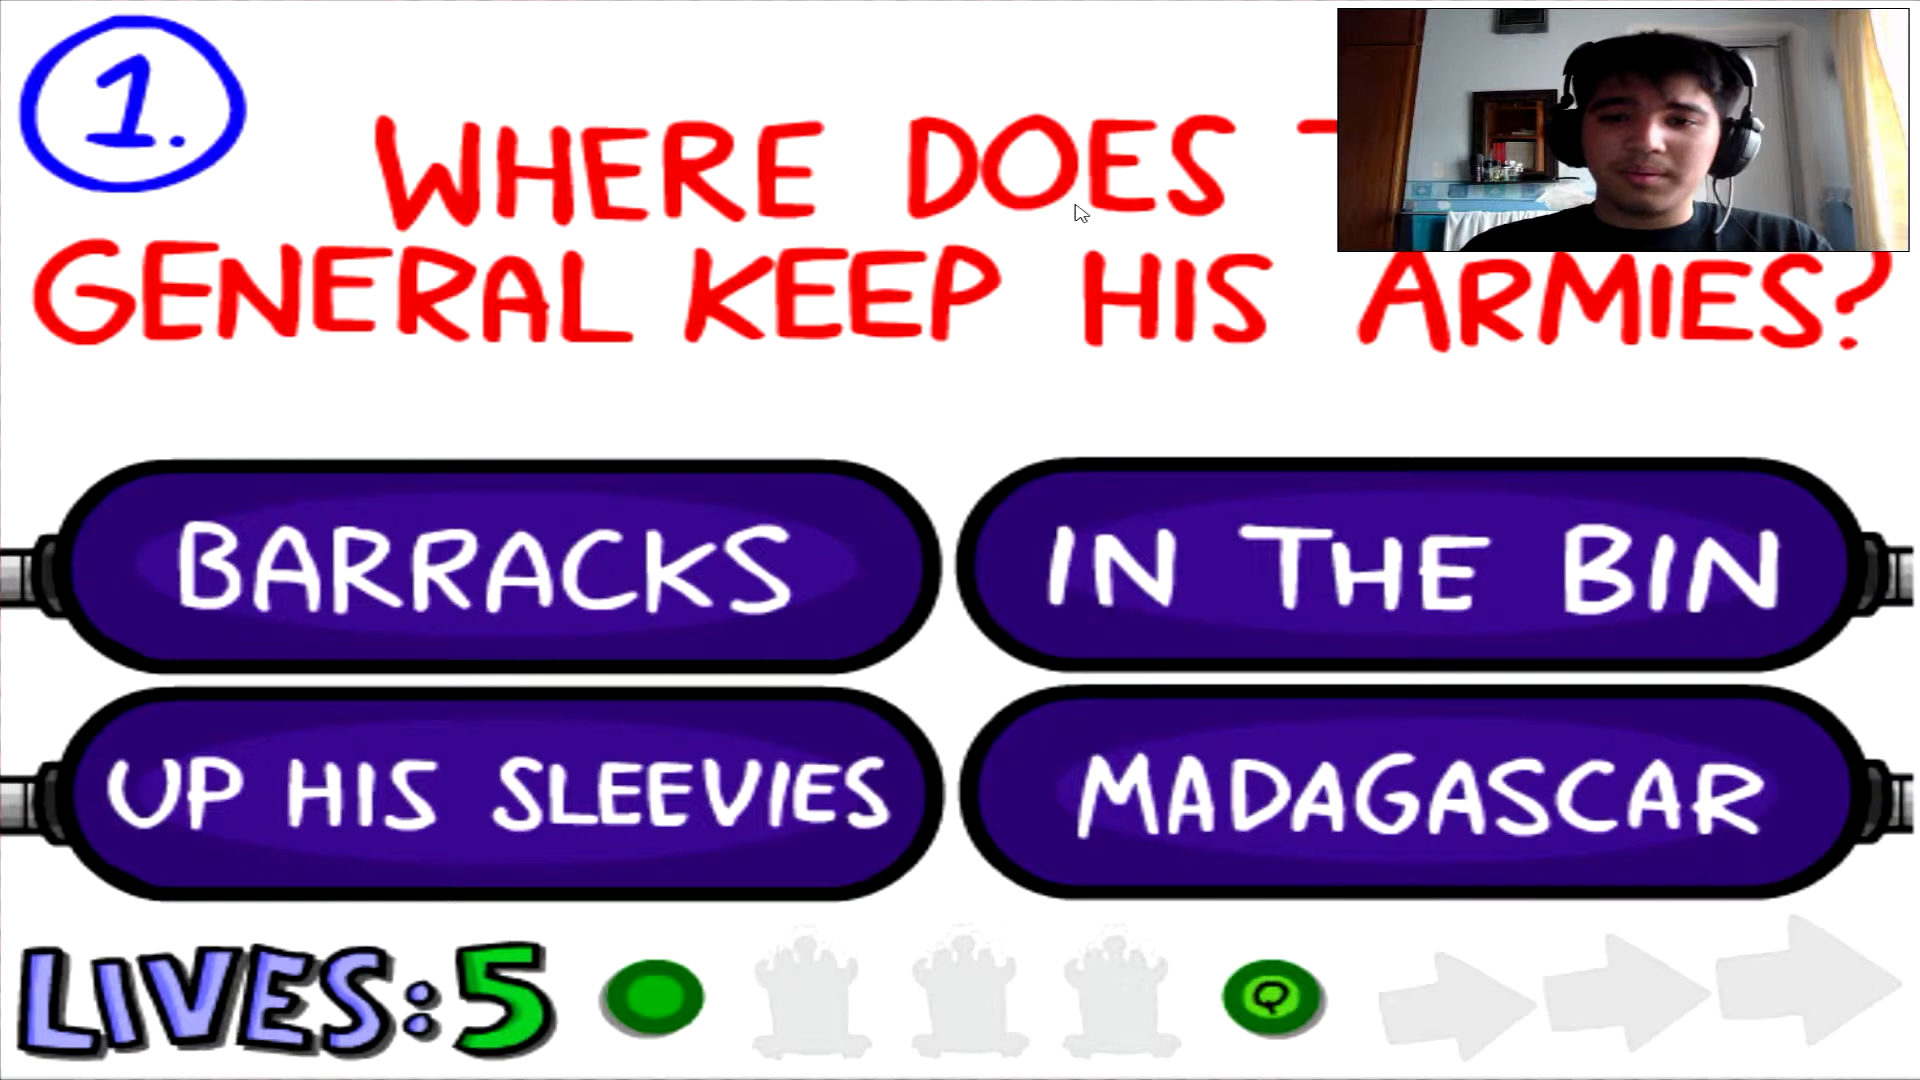 1.
WHERE DOES
GENERAL KEEP HIS ARMIES?
BARRACKS
IN THE BIN
UP HIS SLEEVIES
MADAGASCAR
LIVES: 5
Q